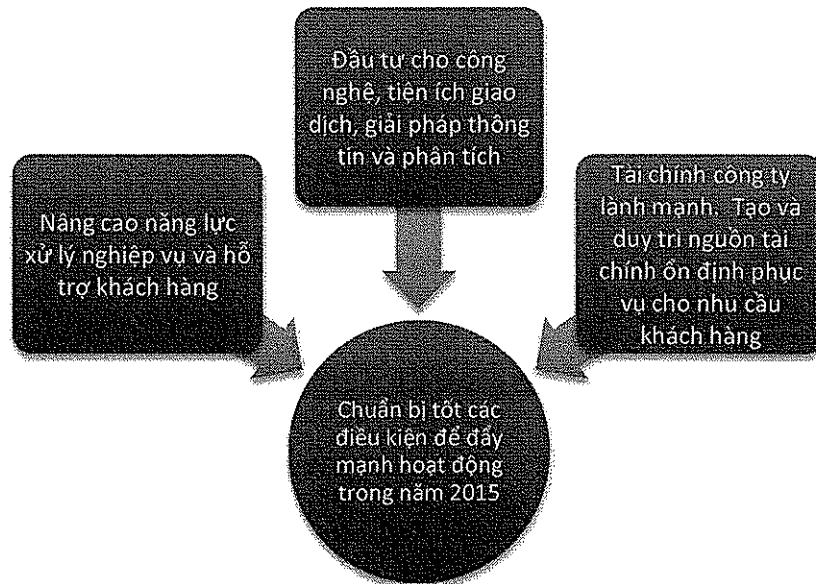 Đầu tư cho công
nghệ, tiện ích giao
dịch, giải pháp thông
tin và phân tích
Nâng cao năng lực
xử lý nghiệp vụ và hỗ
trợ khách hàng
Tài chính công ty
lành mạnh. Tạo và
duy trì nguồn tài
chính ổn định phục
vụ cho nhu cầu
khách hàng
Chuẩn bị tốt các
điều kiện để đẩy
mạnh hoạt động
trong năm 2015